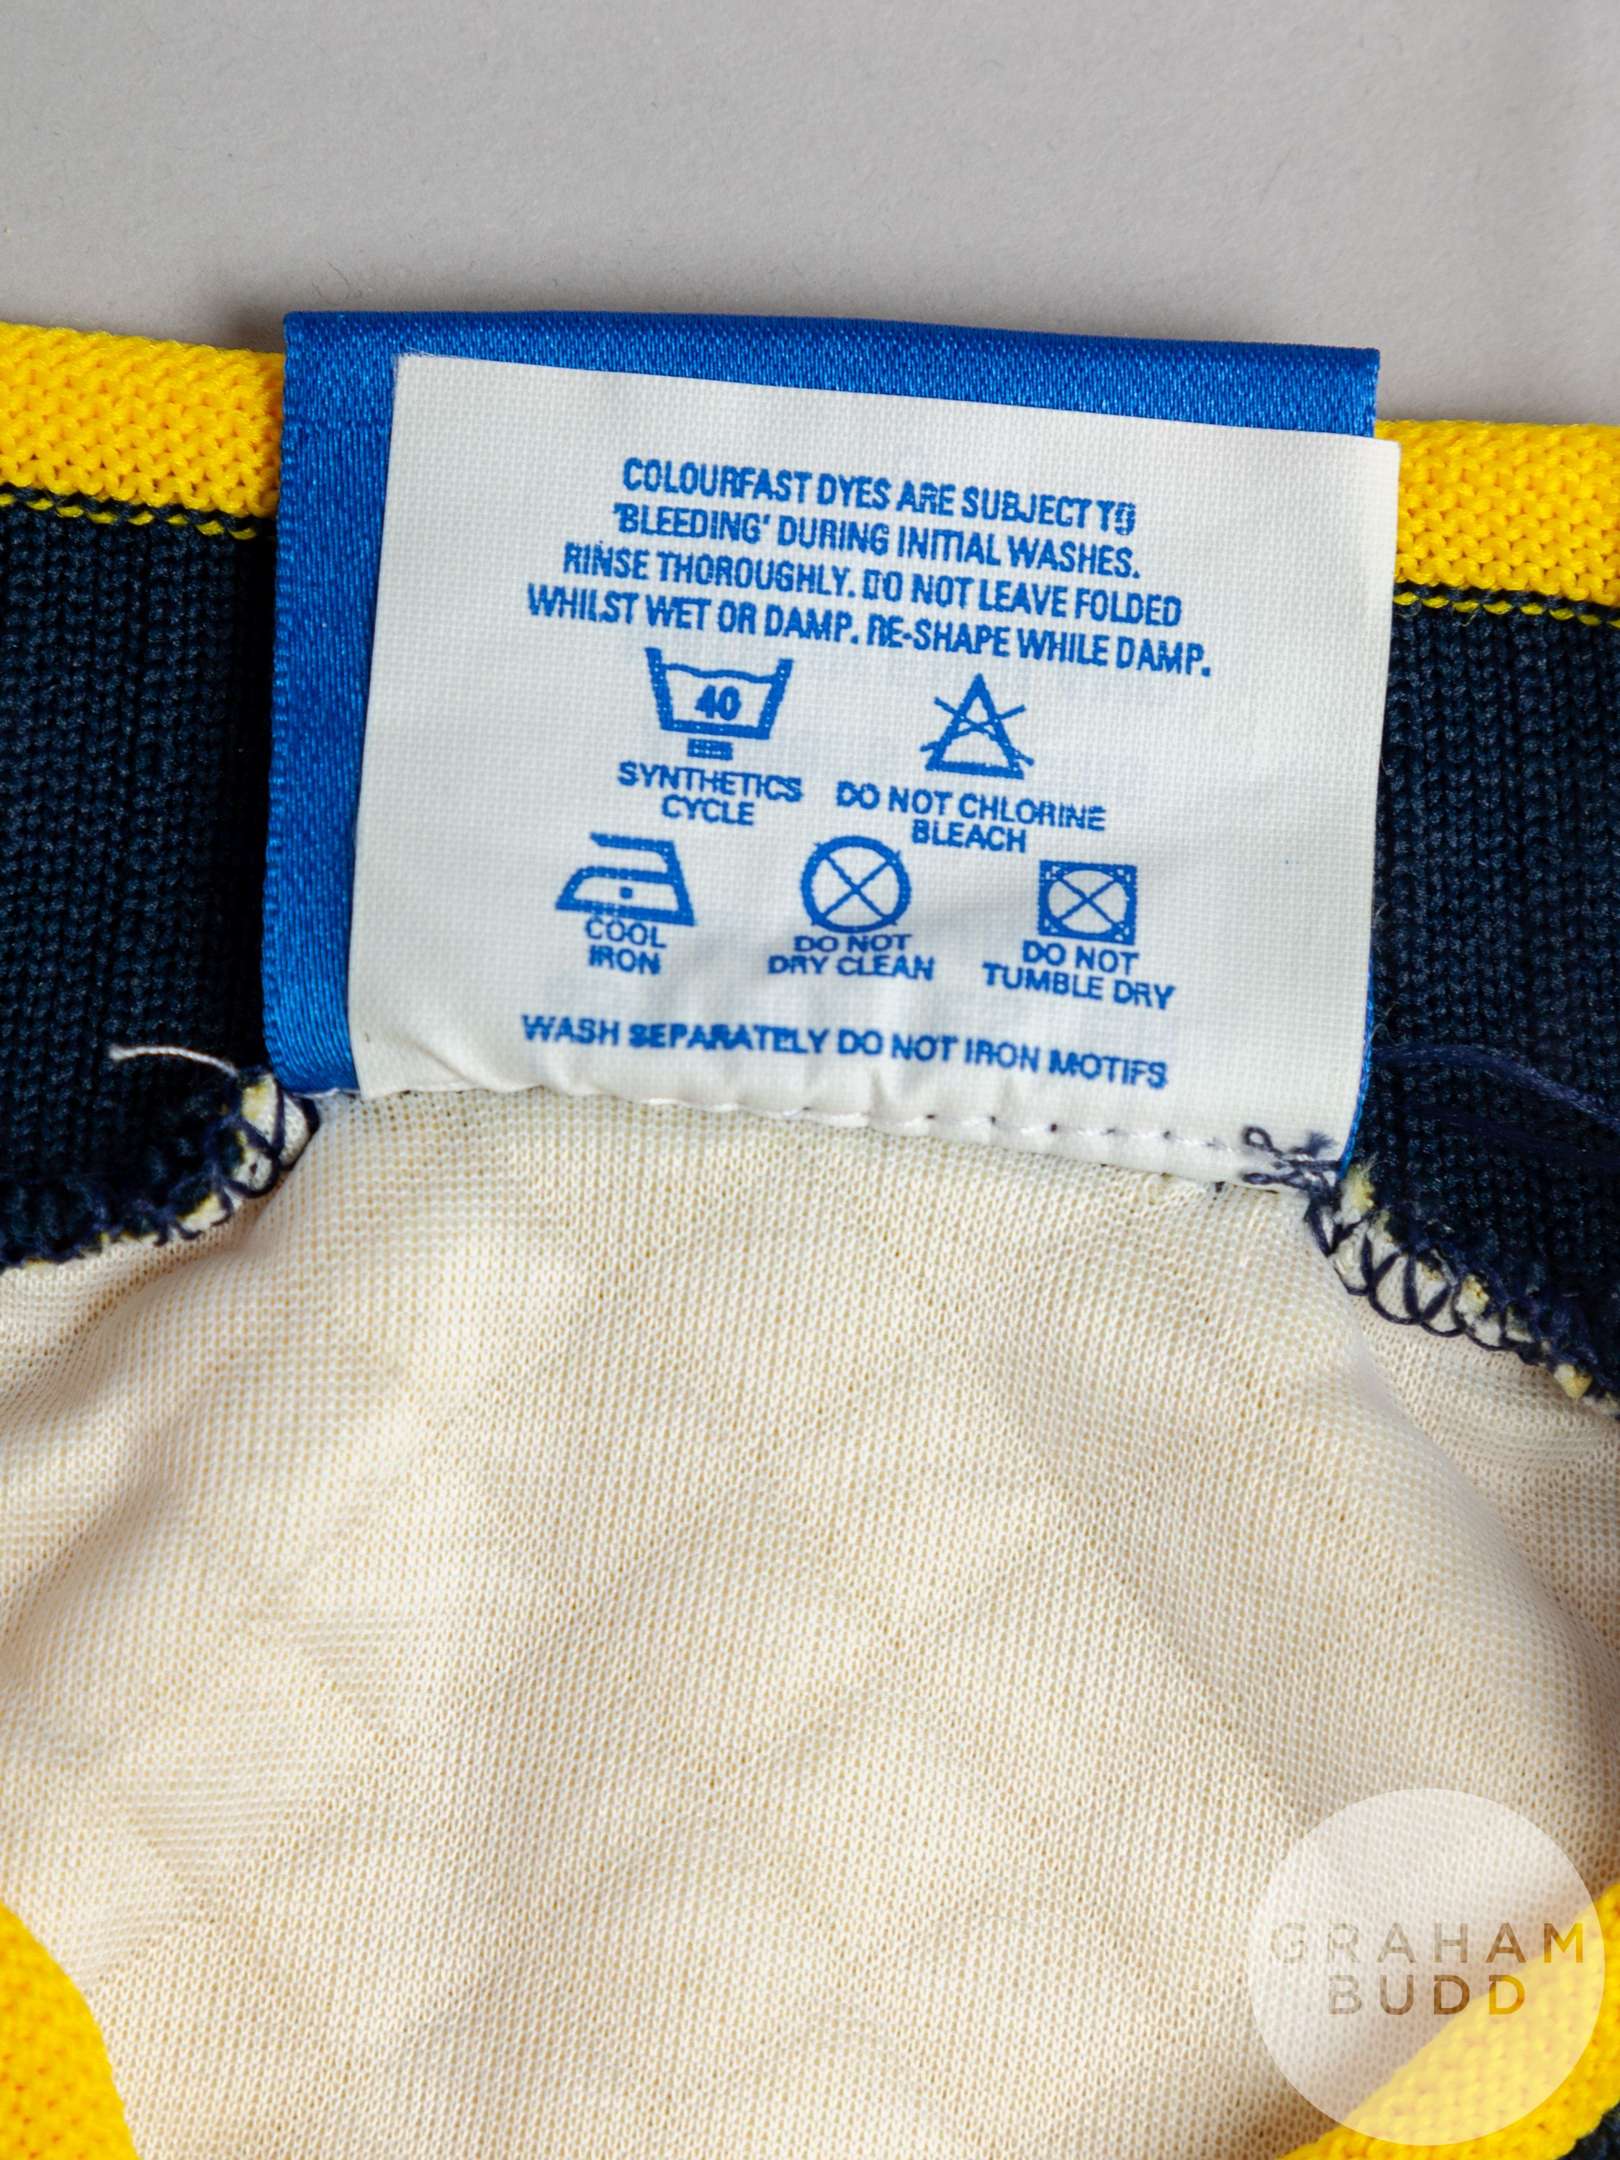 COLOURFAST DYES ARE SUBJECT TO
'BLEEDING' DURING INITIAL WASHES.
RINSE THOROUGHLY. DO NOT LEAVE FOLDED
WHILST WET OR DAMP. RE-SHAPE WHILE DAMP.
40
SYNTHETICS
CYCLE
DO NOT CHLORINE
BLEACH
COOL
IRON
DO NOT
DRY CLEAN
DO NOT
TUMBLE DRY
WASH SEPARATELY DO NOT IRON MOTIFS
GRAHAM
BUDD